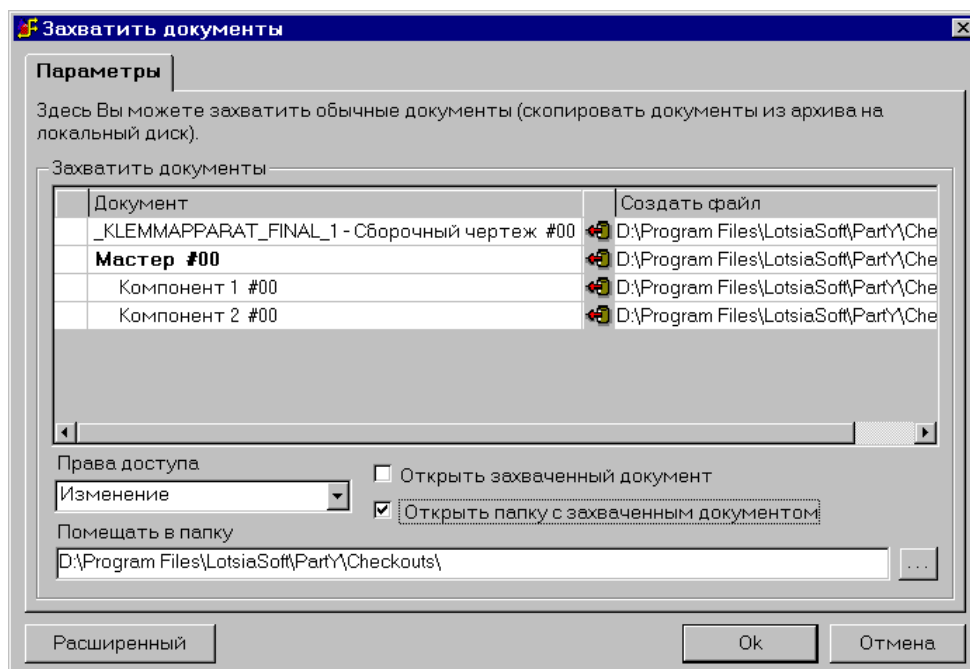 Захватить документы
Параметры
Здесь Вы можете захватить обычные документы (скопировать документы из архива на
локальный диск).
Захватить документы
Документ Создать файл
_KLEMMAPPARAT_FINAL_1 - Сборочный чертеж #00 D:\Program Files\LotsiaSoft\PartY\Che
Мастер #00 D:\Program Files\LotsiaSoft\PartY\Che
Компонент 1 #00 D:\Program Files\LotsiaSoft\PartY\Che
Компонент 2 #00 D:\Program Files\LotsiaSoft\PartY\Che
Права доступа
Открыть захваченный документ
Изменение
Открыть папку с захваченным документом
Помещать в папку
D:\Program Files\LotsiaSoft\PartY\Checkouts\
...
Расширенный Ok Отмена